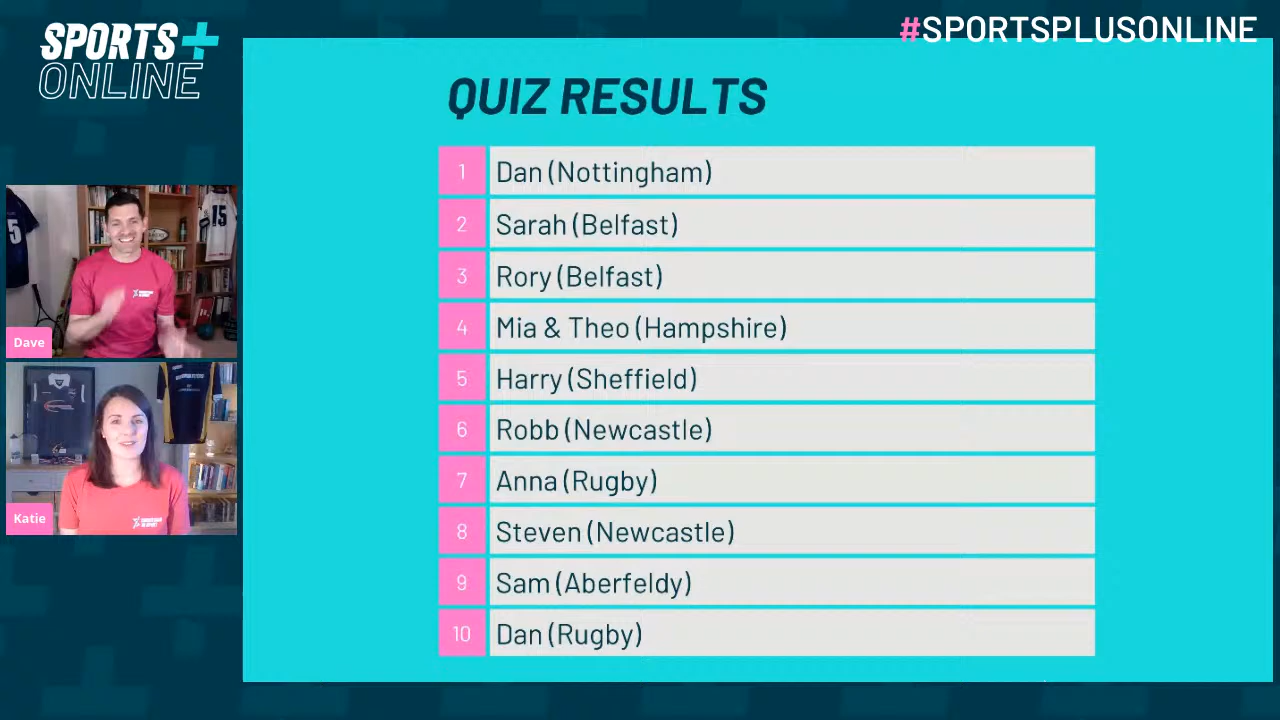 SPORTS+
ONLINE
#SPORTSPLUSONLINE
QUIZ RESULTS
1 Dan (Nottingham)
2 Sarah (Belfast)
3 Rory (Belfast)
4 Mia & Theo (Hampshire)
5 Harry (Sheffield)
6 Robb (Newcastle)
7 Anna (Rugby)
8 Steven (Newcastle)
9 Sam (Aberfeldy)
10 Dan (Rugby)
15
Dave
Katie